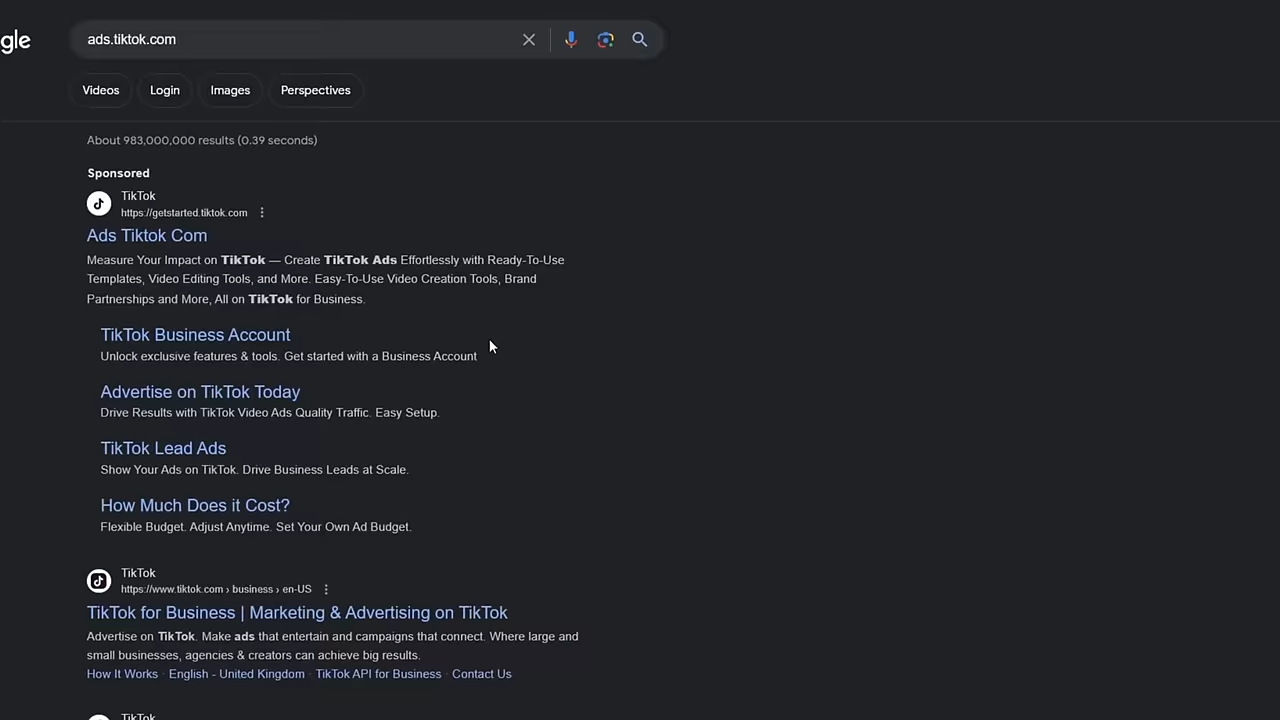 gle
ads.tiktok.com
Videos
Login
Images
Perspectives
About 983,000,000 results (0.39 seconds)
Sponsored
TikTok
https://getstarted.tiktok.com
Ads Tiktok Com
Measure Your Impact on TikTok — Create TikTok Ads Effortlessly with Ready-To-Use
Templates, Video Editing Tools, and More. Easy-To-Use Video Creation Tools, Brand
Partnerships and More, All on TikTok for Business.
TikTok Business Account
Unlock exclusive features & tools. Get started with a Business Account
Advertise on TikTok Today
Drive Results with TikTok Video Ads Quality Traffic. Easy Setup.
TikTok Lead Ads
Show Your Ads on TikTok. Drive Business Leads at Scale.
How Much Does it Cost?
Flexible Budget. Adjust Anytime. Set Your Own Ad Budget.
TikTok
https://www.tiktok.com › business › en-US
TikTok for Business | Marketing & Advertising on TikTok
Advertise on TikTok. Make ads that entertain and campaigns that connect. Where large and
small businesses, agencies & creators can achieve big results.
How It Works · English - United Kingdom · TikTok API for Business · Contact Us
TikTok